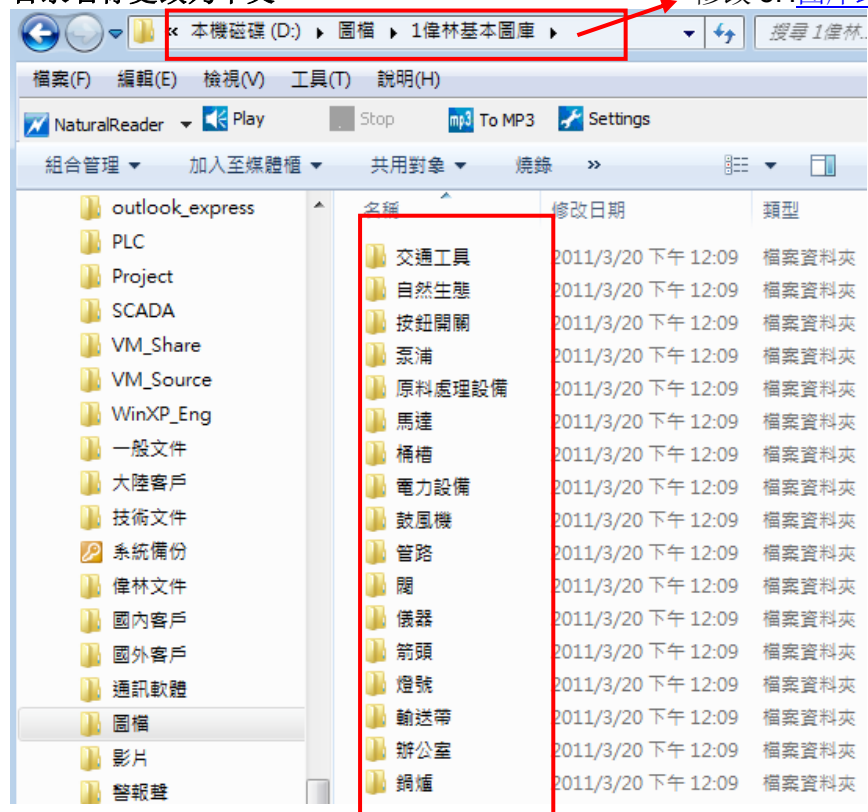 « 本機磁碟 (D:) ▸ 圖檔 ▸ 1偉林基本圖庫 ▸
搜尋 1偉林...
檔案(F) 編輯(E) 檢視(V) 工具(T) 說明(H)
NaturalReader Play Stop mp3 To MP3 Settings
組合管理 加入至媒體櫃 共用對象 燒錄 »
outlook_express
PLC
Project
SCADA
VM_Share
VM_Source
WinXP_Eng
一般文件
大陸客戶
技術文件
系統備份
偉林文件
國內客戶
國外客戶
通訊軟體
圖檔
影片
警報聲
名稱 修改日期 類型
交通工具 2011/3/20 下午 12:09 檔案資料夾
自然生態 2011/3/20 下午 12:09 檔案資料夾
按鈕開關 2011/3/20 下午 12:09 檔案資料夾
泵浦 2011/3/20 下午 12:09 檔案資料夾
原料處理設備 2011/3/20 下午 12:09 檔案資料夾
馬達 2011/3/20 下午 12:09 檔案資料夾
桶槽 2011/3/20 下午 12:09 檔案資料夾
電力設備 2011/3/20 下午 12:09 檔案資料夾
鼓風機 2011/3/20 下午 12:09 檔案資料夾
管路 2011/3/20 下午 12:09 檔案資料夾
閥 2011/3/20 下午 12:09 檔案資料夾
儀器 2011/3/20 下午 12:09 檔案資料夾
箭頭 2011/3/20 下午 12:09 檔案資料夾
燈號 2011/3/20 下午 12:09 檔案資料夾
輸送帶 2011/3/20 下午 12:09 檔案資料夾
辦公室 2011/3/20 下午 12:09 檔案資料夾
鍋爐 2011/3/20 下午 12:09 檔案資料夾